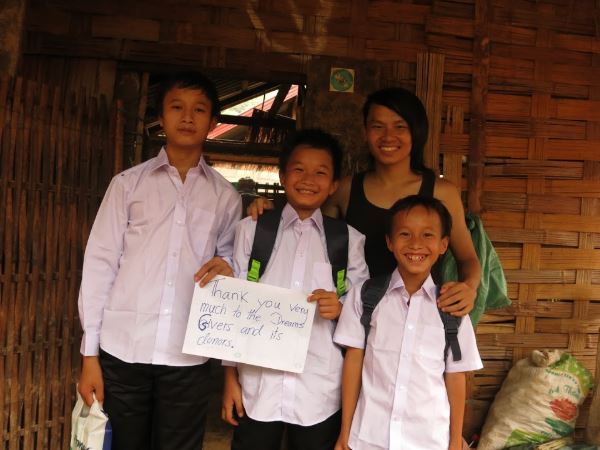 Thank you very
much to the Dreams
Givers and its
donors.